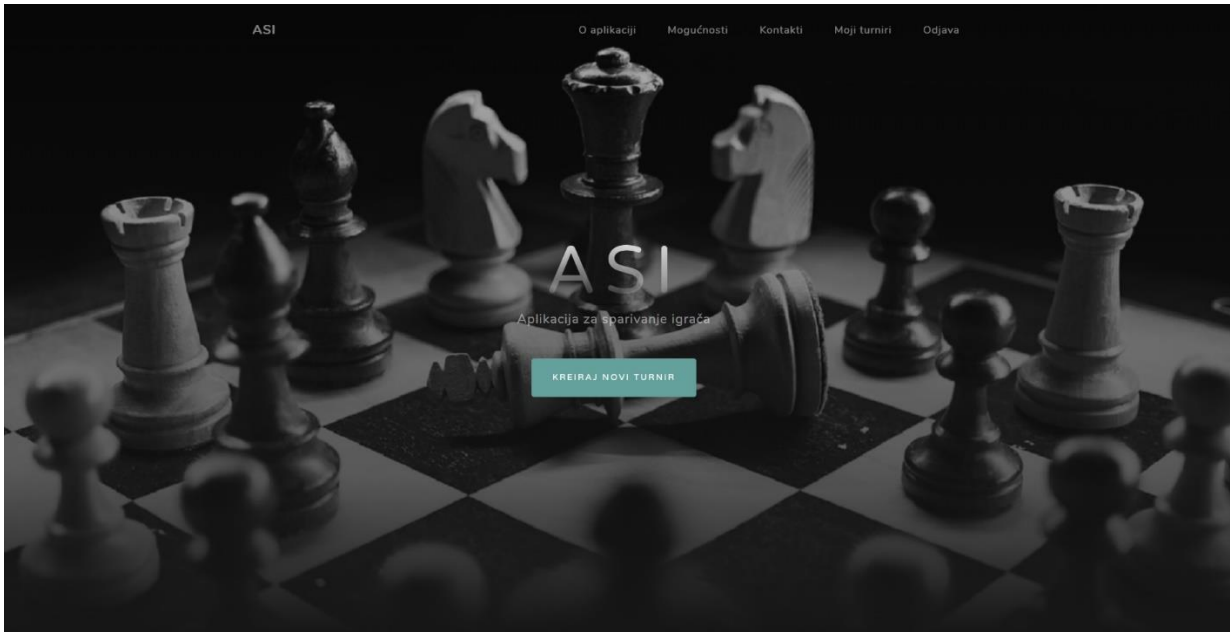 ASI
O aplikaciji Mogućnosti Kontakti Moji turniri Odjava
ASI
Aplikacija za sparivanje igrača
KREIRAJ NOVI TURNIR